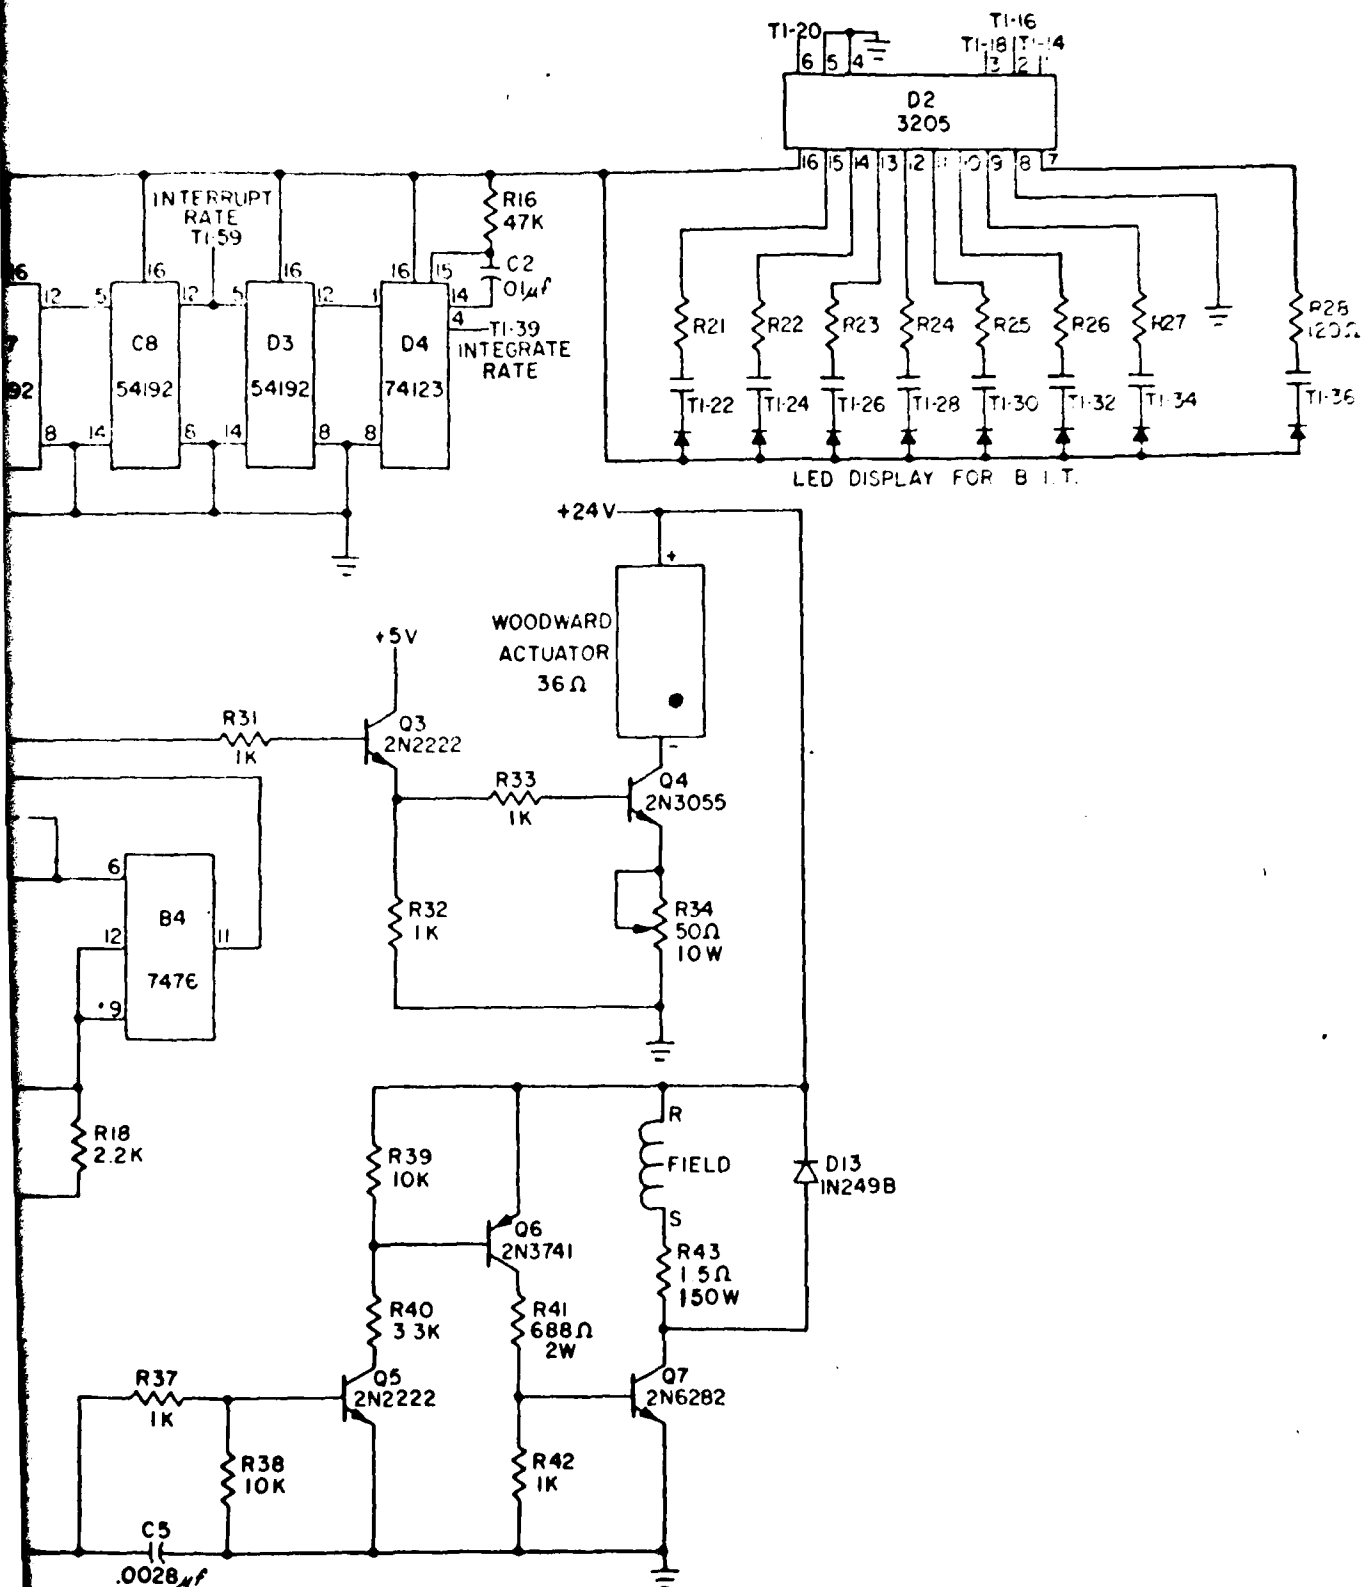 T1-20
T1-16
T1-18
T1-14
6 5 4
3 2 1
D2
3205
16 15 14 13 12 11 10 9 8 7
INTERRUPT
RATE
T1-59
R16
47K
C2
.01µf
16
12
5
16
C8
54192
12
5
16
D3
54192
12
1
16
15
14
4
D4
74123
T1-39
INTEGRATE
RATE
92
8
14
8
14
8
8
R21
R22
R23
R24
R25
R26
R27
R28
120Ω
T1-22
T1-24
T1-26
T1-28
T1-30
T1-32
T1-34
T1-36
LED DISPLAY FOR B.I.T.
+24V
+
WOODWARD
ACTUATOR
36Ω
-
+5V
R31
1K
Q3
2N2222
R33
1K
Q4
2N3055
R32
1K
R34
50Ω
10W
6
12
9
B4
7476
11
R18
2.2K
R39
10K
R
FIELD
S
D13
1N249B
Q6
2N3741
R43
1.5Ω
150W
R40
3.3K
R41
688Ω
2W
R37
1K
Q5
2N2222
Q7
2N6282
R38
10K
R42
1K
C5
.0028µf